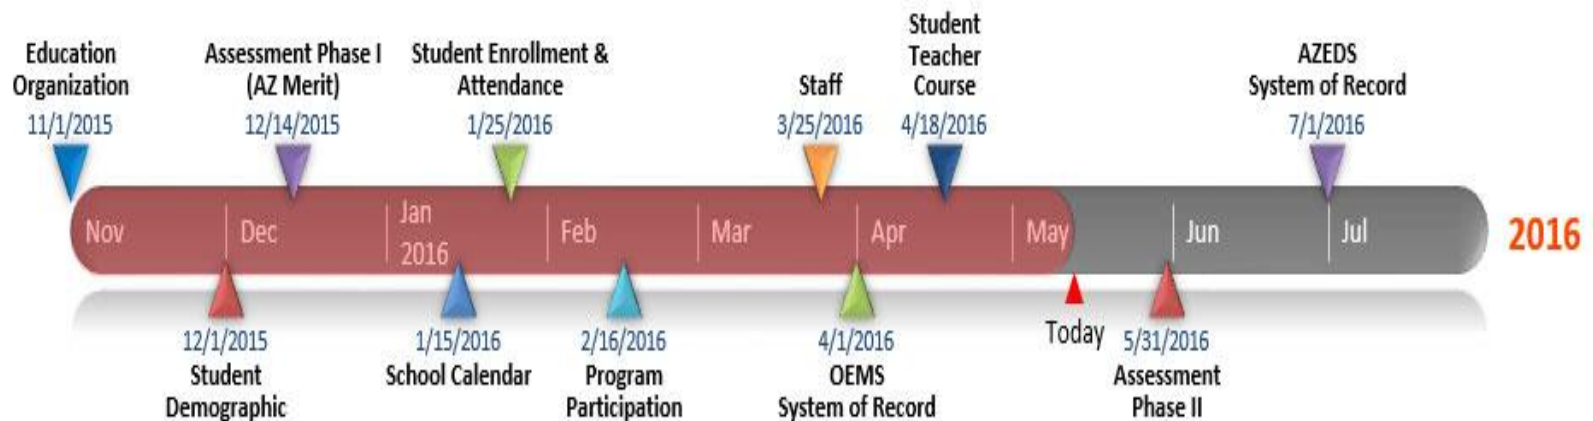 Education
Organization
11/1/2015
Assessment Phase I
(AZ Merit)
12/14/2015
Student Enrollment &
Attendance
1/25/2016
Staff
3/25/2016
Student
Teacher
Course
4/18/2016
AZEDS
System of Record
7/1/2016
Nov
Dec
Jan
2016
Feb
Mar
Apr
May
Jun
Jul
2016
12/1/2015
Student
Demographic
1/15/2016
School Calendar
2/16/2016
Program
Participation
4/1/2016
OEMS
System of Record
Today
5/31/2016
Assessment
Phase II